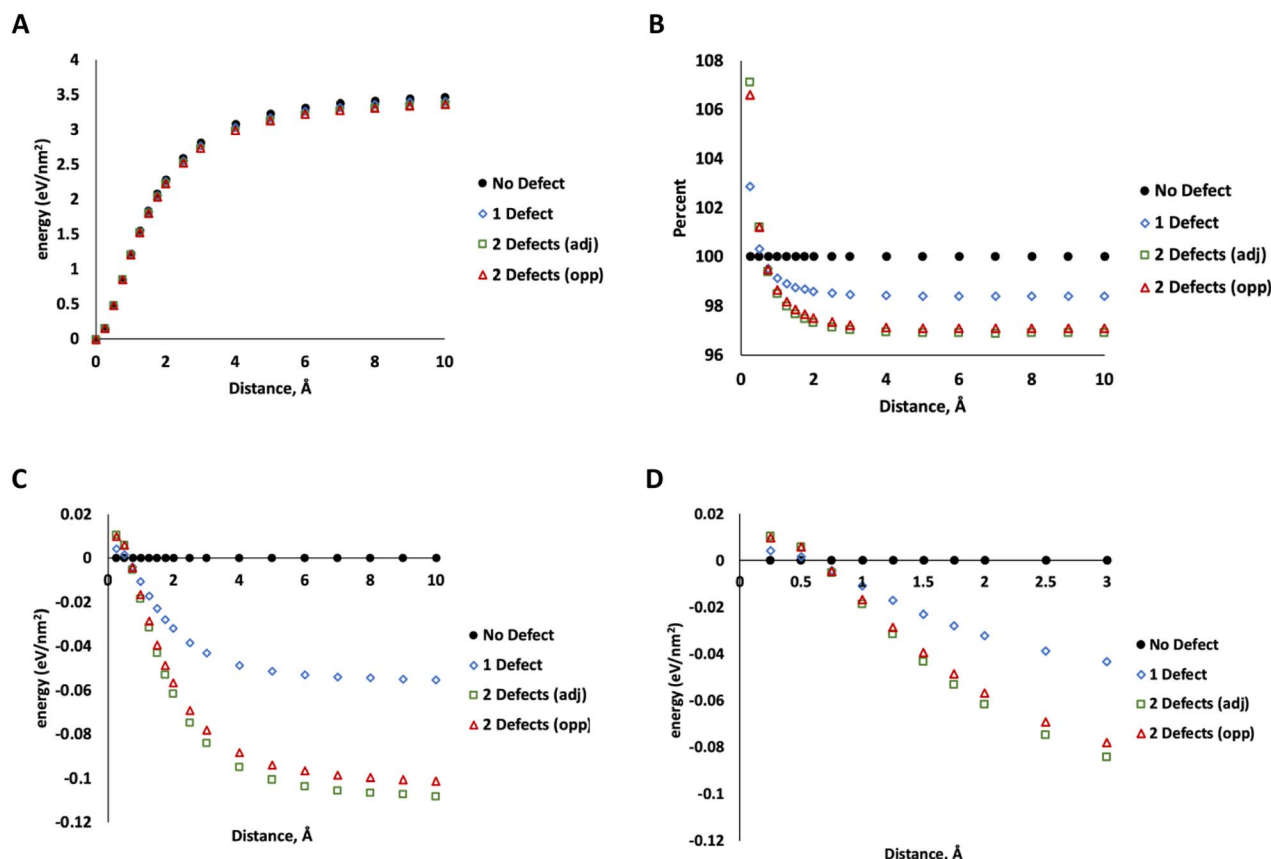 A
energy (eV/nm²)
4
3.5
3
2.5
2
1.5
1
0.5
0
0 2 4 6 8 10
Distance, Å
No Defect
1 Defect
2 Defects (adj)
2 Defects (opp)
B
Percent
108
106
104
102
100
98
96
0 2 4 6 8 10
Distance, Å
No Defect
1 Defect
2 Defects (adj)
2 Defects (opp)
C
energy (eV/nm²)
0.02
0
-0.02
-0.04
-0.06
-0.08
-0.1
-0.12
0 2 4 6 8 10
Distance, Å
No Defect
1 Defect
2 Defects (adj)
2 Defects (opp)
D
energy (eV/nm²)
0.02
0
-0.02
-0.04
-0.06
-0.08
-0.1
-0.12
0 0.5 1 1.5 2 2.5 3
Distance, Å
No Defect
1 Defect
2 Defects (adj)
2 Defects (opp)